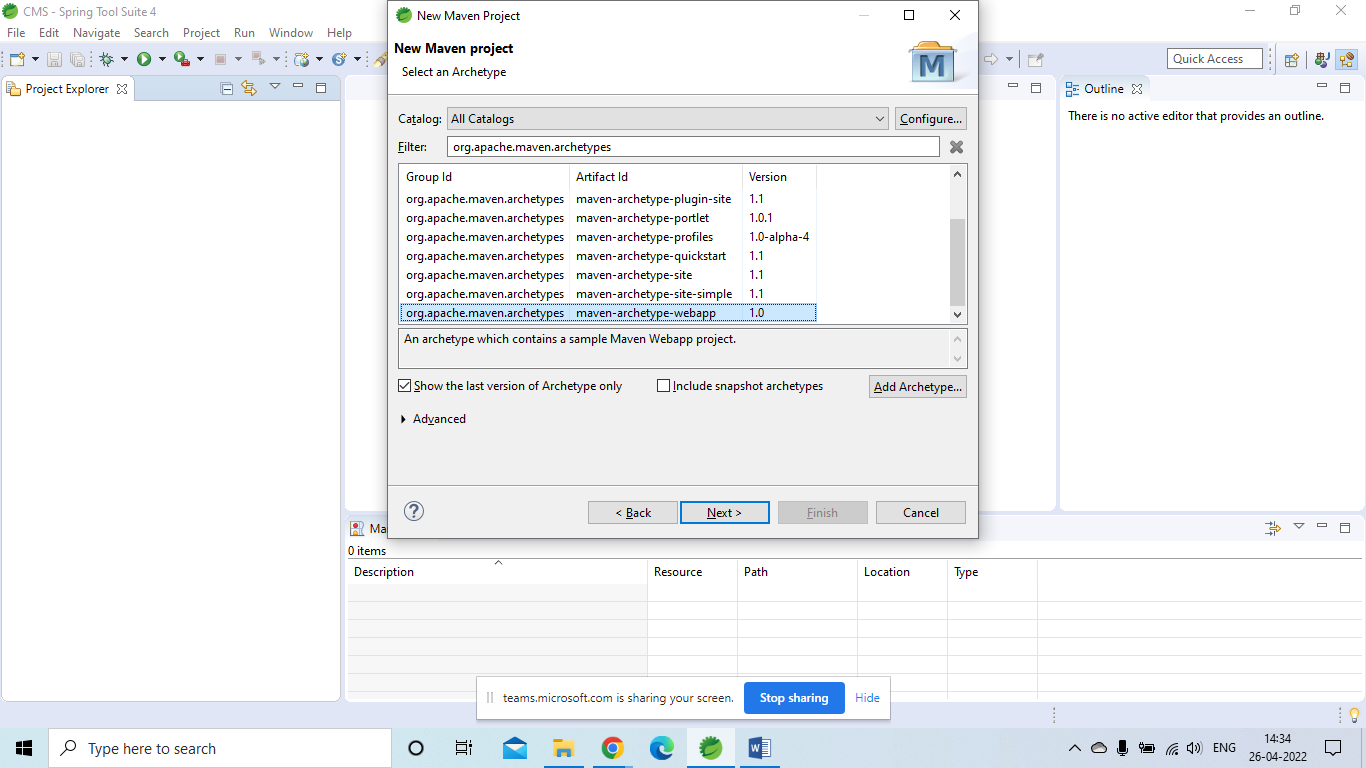 CMS - Spring Tool Suite 4
File Edit Navigate Search Project Run Window Help
Quick Access
Project Explorer
New Maven Project
New Maven project
Select an Archetype
M
Catalog: All Catalogs Configure...
Filter: org.apache.maven.archetypes
Group Id Artifact Id Version
org.apache.maven.archetypes maven-archetype-plugin-site 1.1
org.apache.maven.archetypes maven-archetype-portlet 1.0.1
org.apache.maven.archetypes maven-archetype-profiles 1.0-alpha-4
org.apache.maven.archetypes maven-archetype-quickstart 1.1
org.apache.maven.archetypes maven-archetype-site 1.1
org.apache.maven.archetypes maven-archetype-site-simple 1.1
org.apache.maven.archetypes maven-archetype-webapp 1.0
An archetype which contains a sample Maven Webapp project.
Show the last version of Archetype only Include snapshot archetypes Add Archetype...
Advanced
? < Back Next > Finish Cancel
Outline
There is no active editor that provides an outline.
Ma
0 items
Description Resource Path Location Type
teams.microsoft.com is sharing your screen. Stop sharing Hide
Type here to search
ENG
14:34
26-04-2022